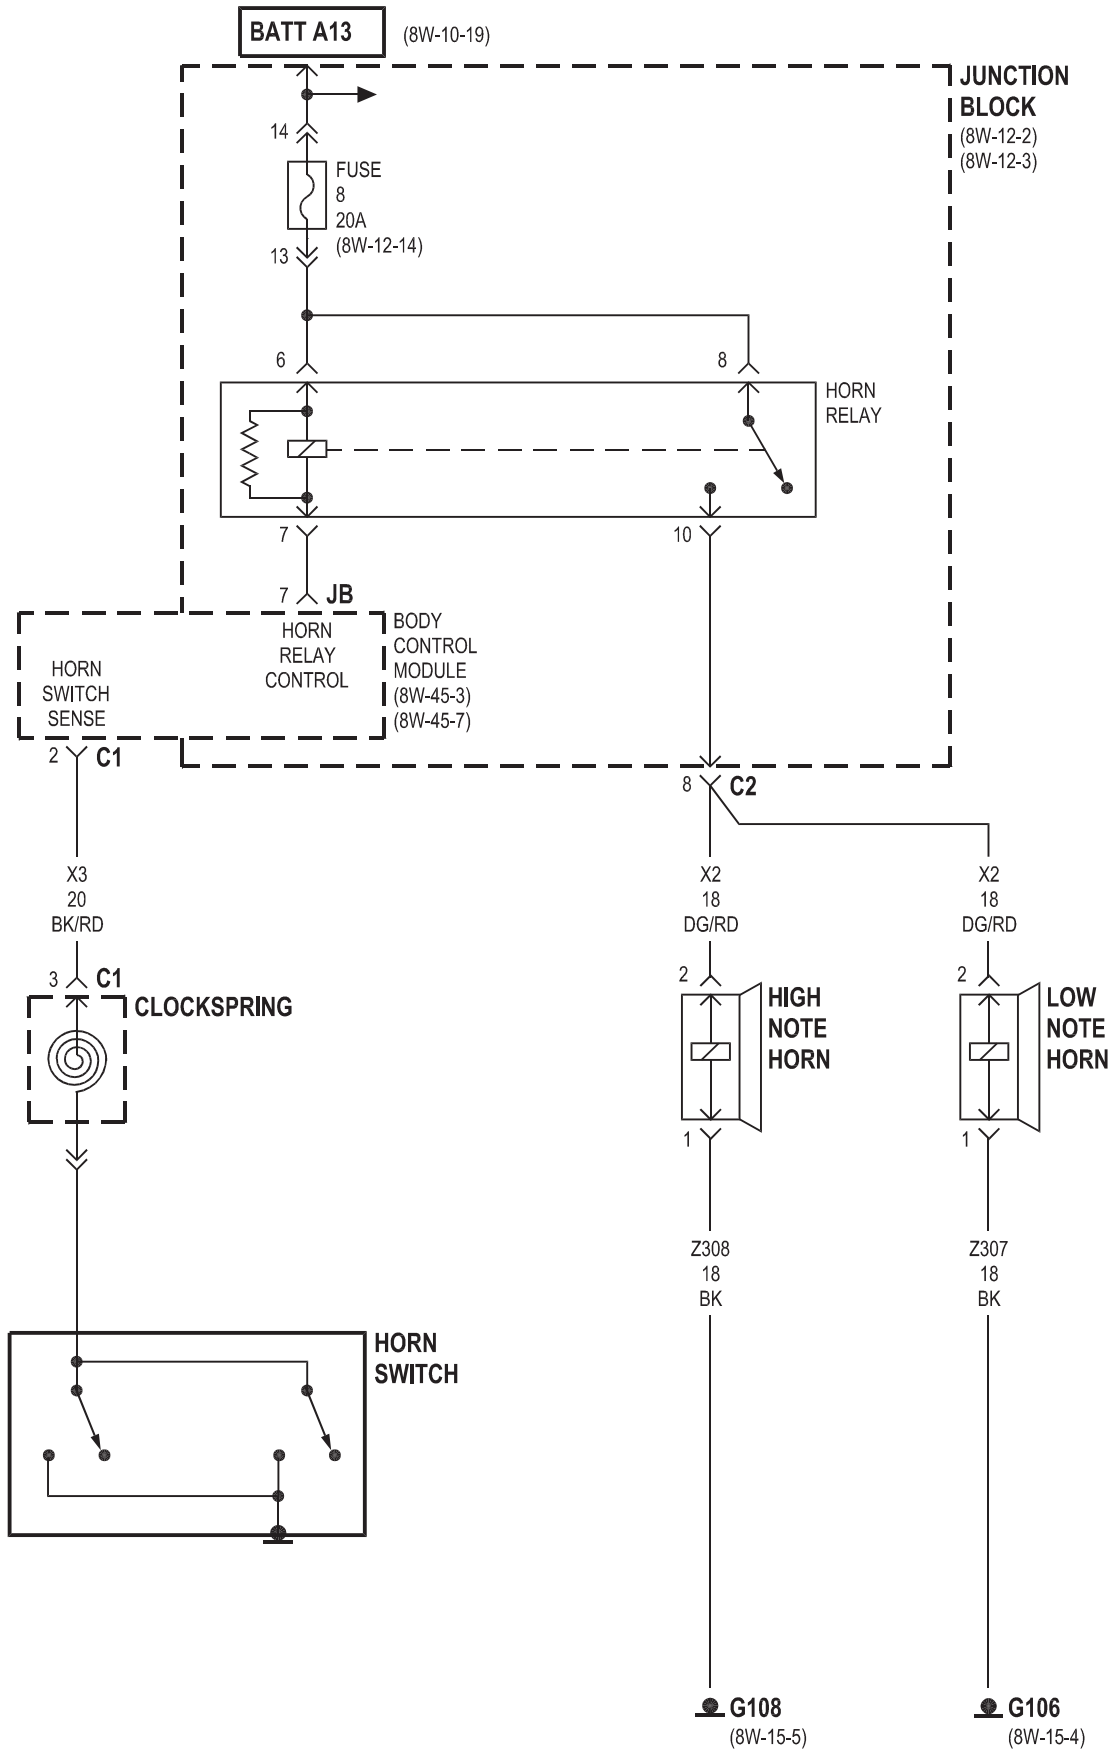 BATT A13
(8W-10-19)
JUNCTION
BLOCK
(8W-12-2)
(8W-12-3)
14
FUSE
8
20A
(8W-12-14)
13
6
8
HORN
RELAY
7
10
7
JB
HORN
RELAY
CONTROL
BODY
CONTROL
MODULE
(8W-45-3)
(8W-45-7)
HORN
SWITCH
SENSE
2
C1
8
C2
X3
20
BK/RD
X2
18
DG/RD
X2
18
DG/RD
3
C1
CLOCKSPRING
2
HIGH
NOTE
HORN
2
LOW
NOTE
HORN
1
1
Z308
18
BK
Z307
18
BK
HORN
SWITCH
G108
(8W-15-5)
G106
(8W-15-4)